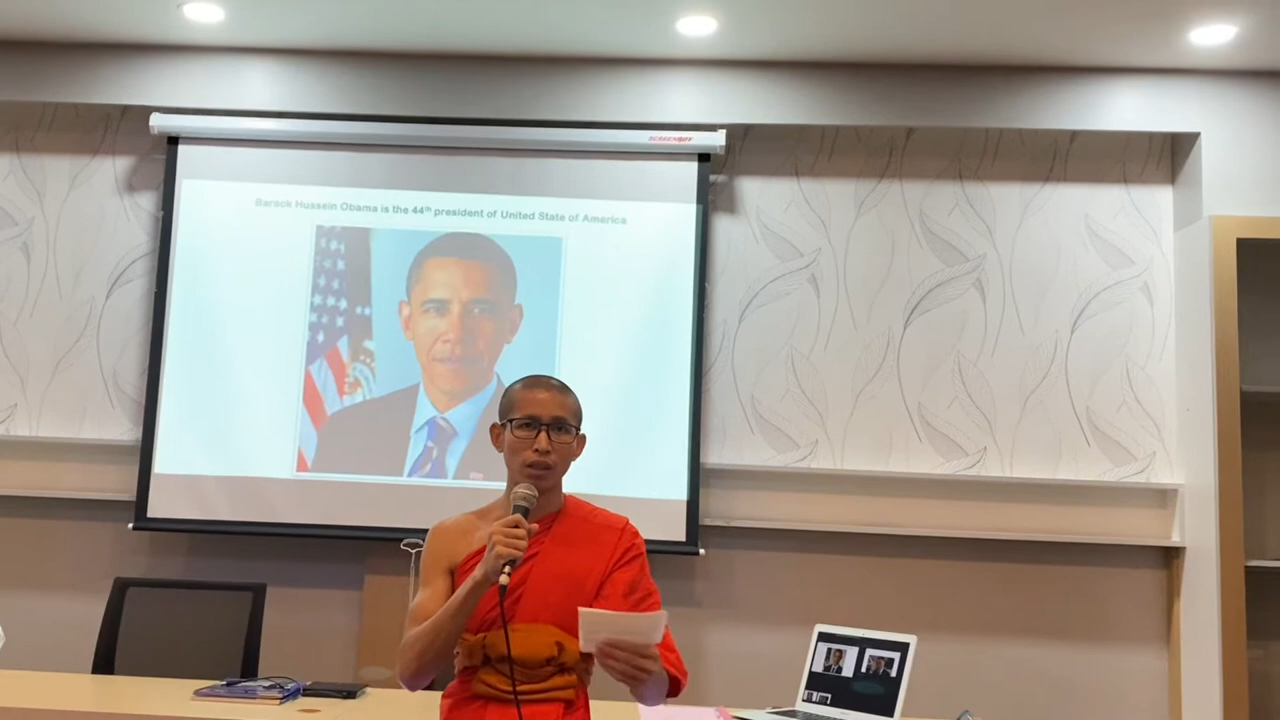 Barack Hussein Obama is the 44th president of United State of America